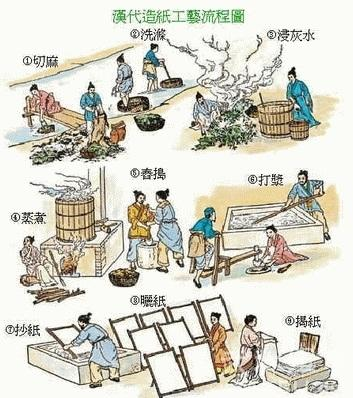 漢代造紙工藝流程圖
①切麻
②洗滌
③浸灰水
④蒸煮
⑤舂搗
⑥打漿
⑦抄紙
⑧曬紙
⑨揭紙